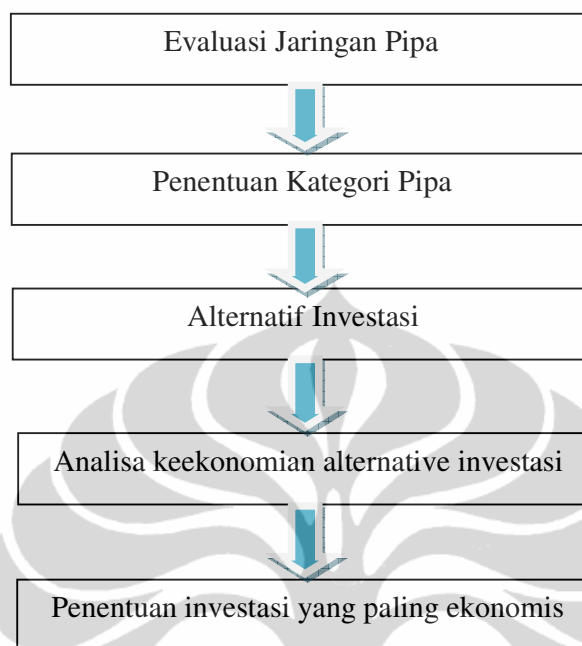 Evaluasi Jaringan Pipa
Penentuan Kategori Pipa
Alternatif Investasi
Analisa keekonomian alternative investasi
Penentuan investasi yang paling ekonomis